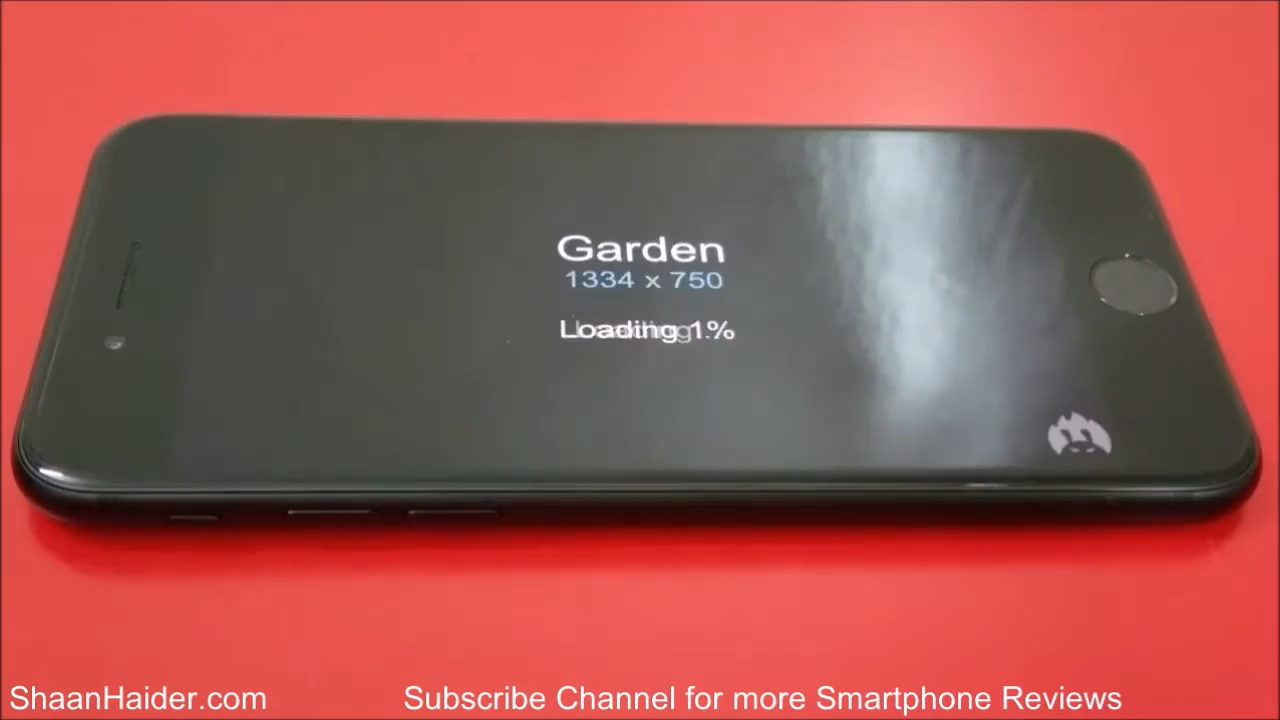 Garden
1334 x 750
Loading 1%
ShaanHaider.com
Subscribe Channel for more Smartphone Reviews